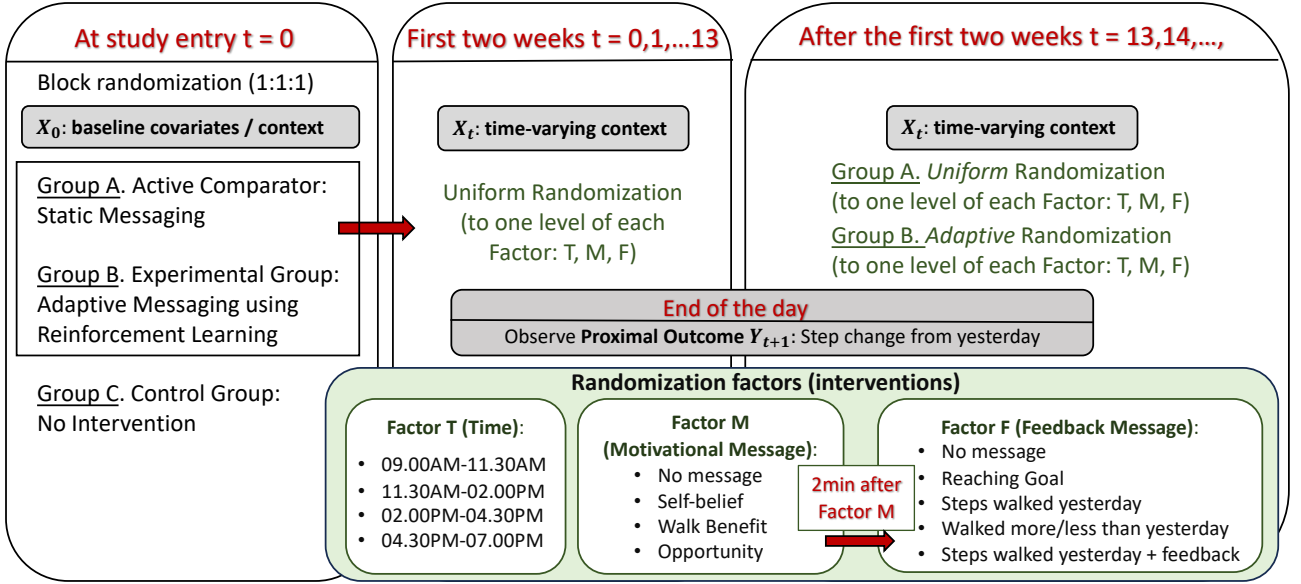 At study entry t = 0
Block randomization (1:1:1)
X₀: baseline covariates / context
Group A. Active Comparator:
Static Messaging
Group B. Experimental Group:
Adaptive Messaging using
Reinforcement Learning
Group C. Control Group:
No Intervention
First two weeks t = 0,1,...13
Xₜ: time-varying context
Uniform Randomization
(to one level of each
Factor: T, M, F)
After the first two weeks t = 13,14,...,
Xₜ: time-varying context
Group A. Uniform Randomization
(to one level of each Factor: T, M, F)
Group B. Adaptive Randomization
(to one level of each Factor: T, M, F)
End of the day
Observe Proximal Outcome Yₜ₊₁: Step change from yesterday
Randomization factors (interventions)
Factor T (Time):
• 09.00AM-11.30AM
• 11.30AM-02.00PM
• 02.00PM-04.30PM
• 04.30PM-07.00PM
Factor M
(Motivational Message):
• No message
• Self-belief
• Walk Benefit
• Opportunity
2min after
Factor M
Factor F (Feedback Message):
• No message
• Reaching Goal
• Steps walked yesterday
• Walked more/less than yesterday
• Steps walked yesterday + feedback